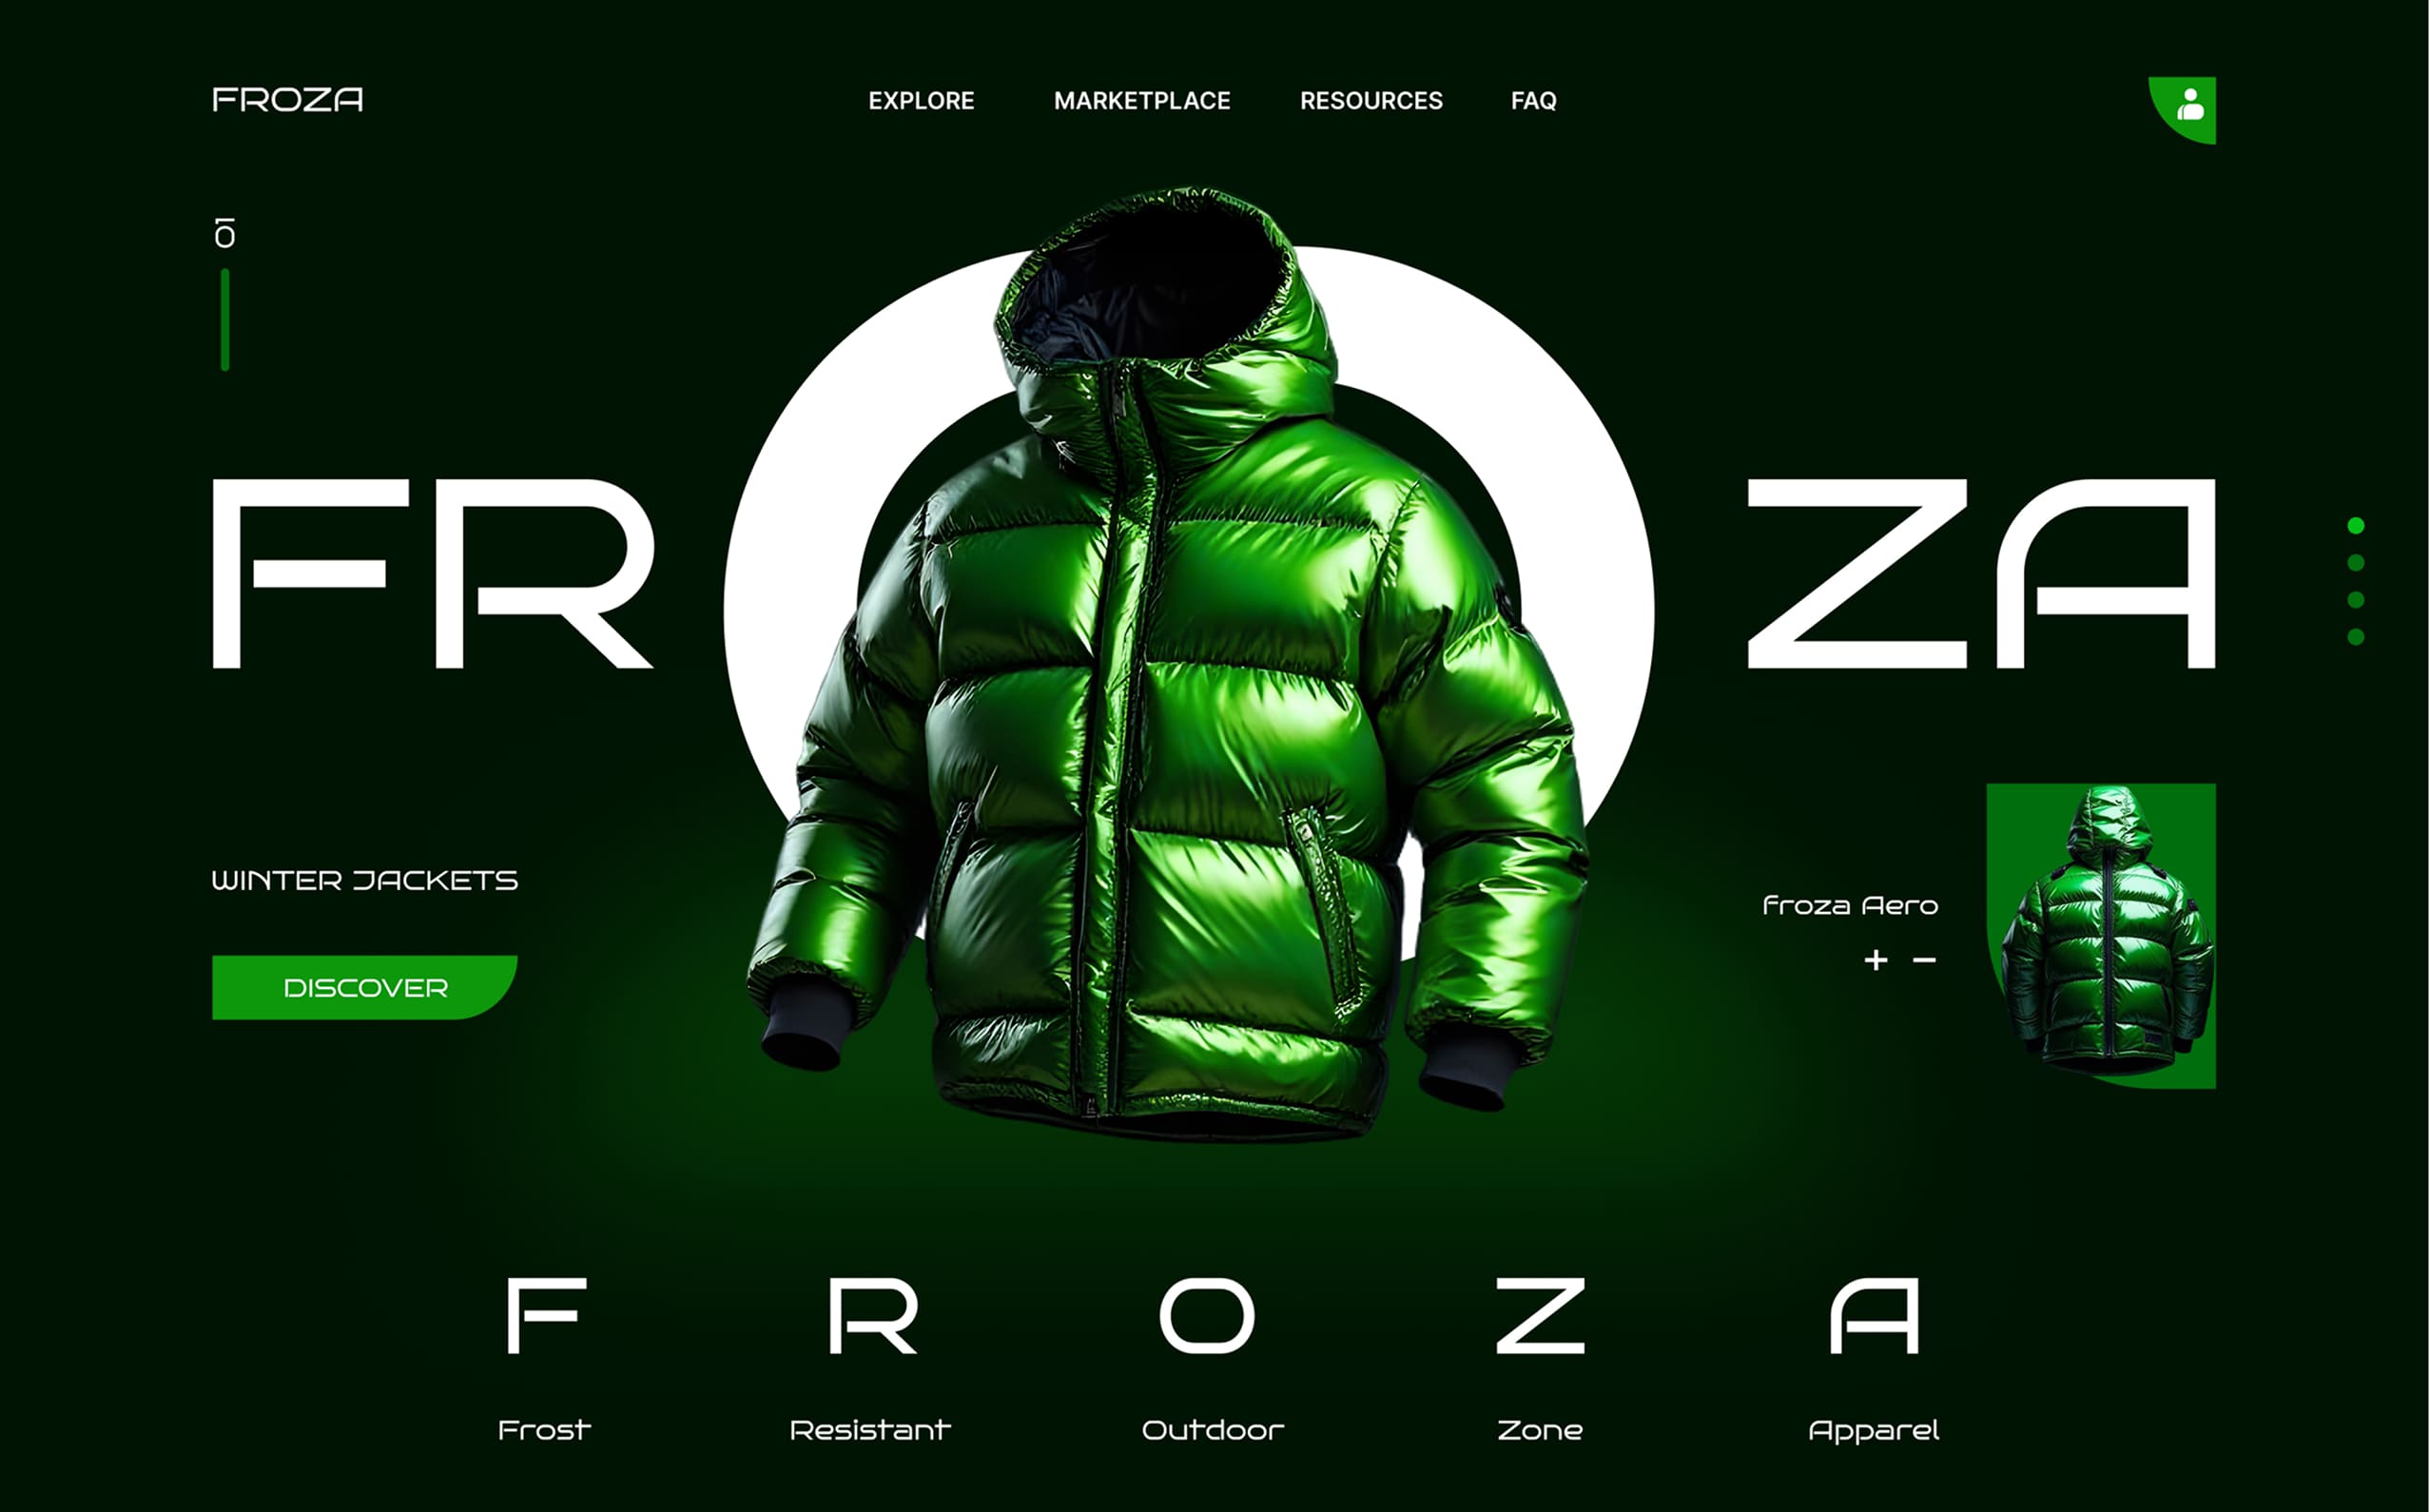 FROZA
EXPLORE MARKETPLACE RESOURCES FAQ
01
FROZA
WINTER JACKETS
DISCOVER
Froza Aero
+ −
F R O Z A
Frost Resistant Outdoor Zone Apparel